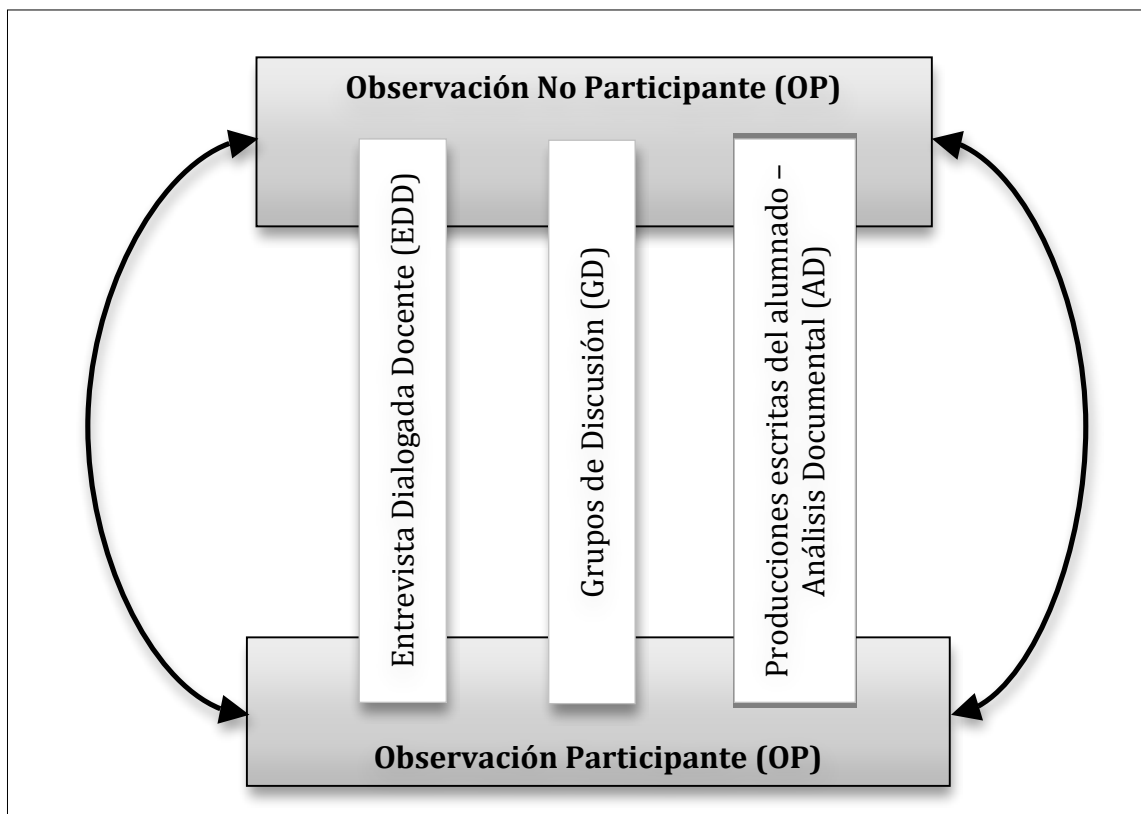 Observación No Participante (OP)
Entrevista Dialogada Docente (EDD)
Grupos de Discusión (GD)
Producciones escritas del alumnado –
Análisis Documental (AD)
Observación Participante (OP)